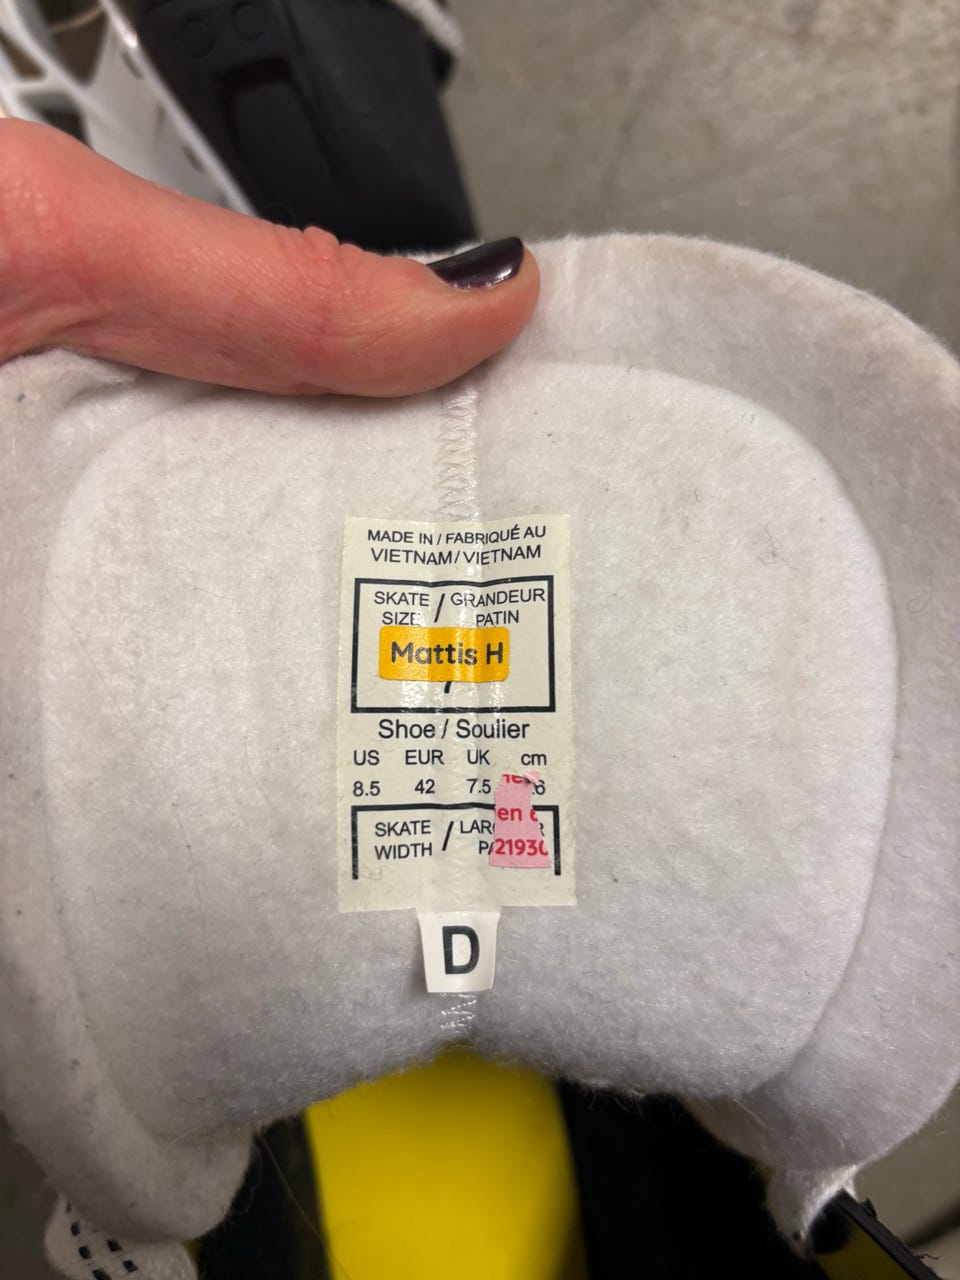 MADE IN / FABRIQUÉ AU
VIETNAM / VIETNAM
SKATE / GRANDEUR
SIZE PATIN
Mattis H
/
Shoe / Soulier
US EUR UK cm
8.5 42 7.5
en
SKATE / 
WIDTH
21930
D